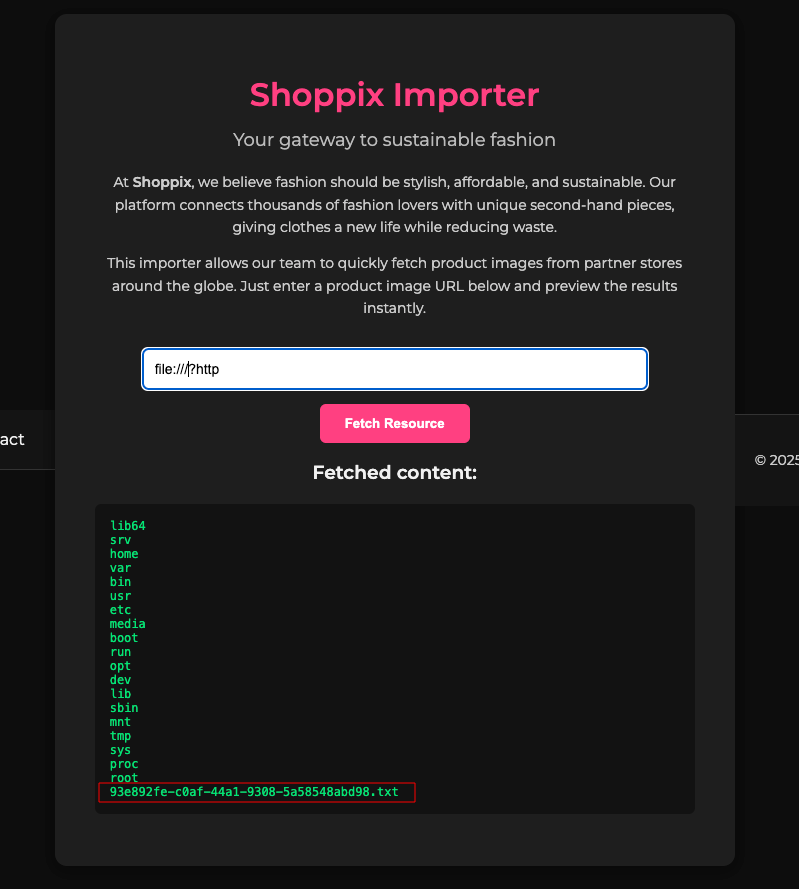 Shoppix Importer
Your gateway to sustainable fashion
At Shoppix, we believe fashion should be stylish, affordable, and sustainable. Our
platform connects thousands of fashion lovers with unique second-hand pieces,
giving clothes a new life while reducing waste.
This importer allows our team to quickly fetch product images from partner stores
around the globe. Just enter a product image URL below and preview the results
instantly.
file:///?http
Fetch Resource
act
© 2025
Fetched content:
lib64
srv
home
var
bin
usr
etc
media
boot
run
opt
dev
lib
sbin
mnt
tmp
sys
proc
root
93e892fe-c0af-44a1-9308-5a58548abd98.txt